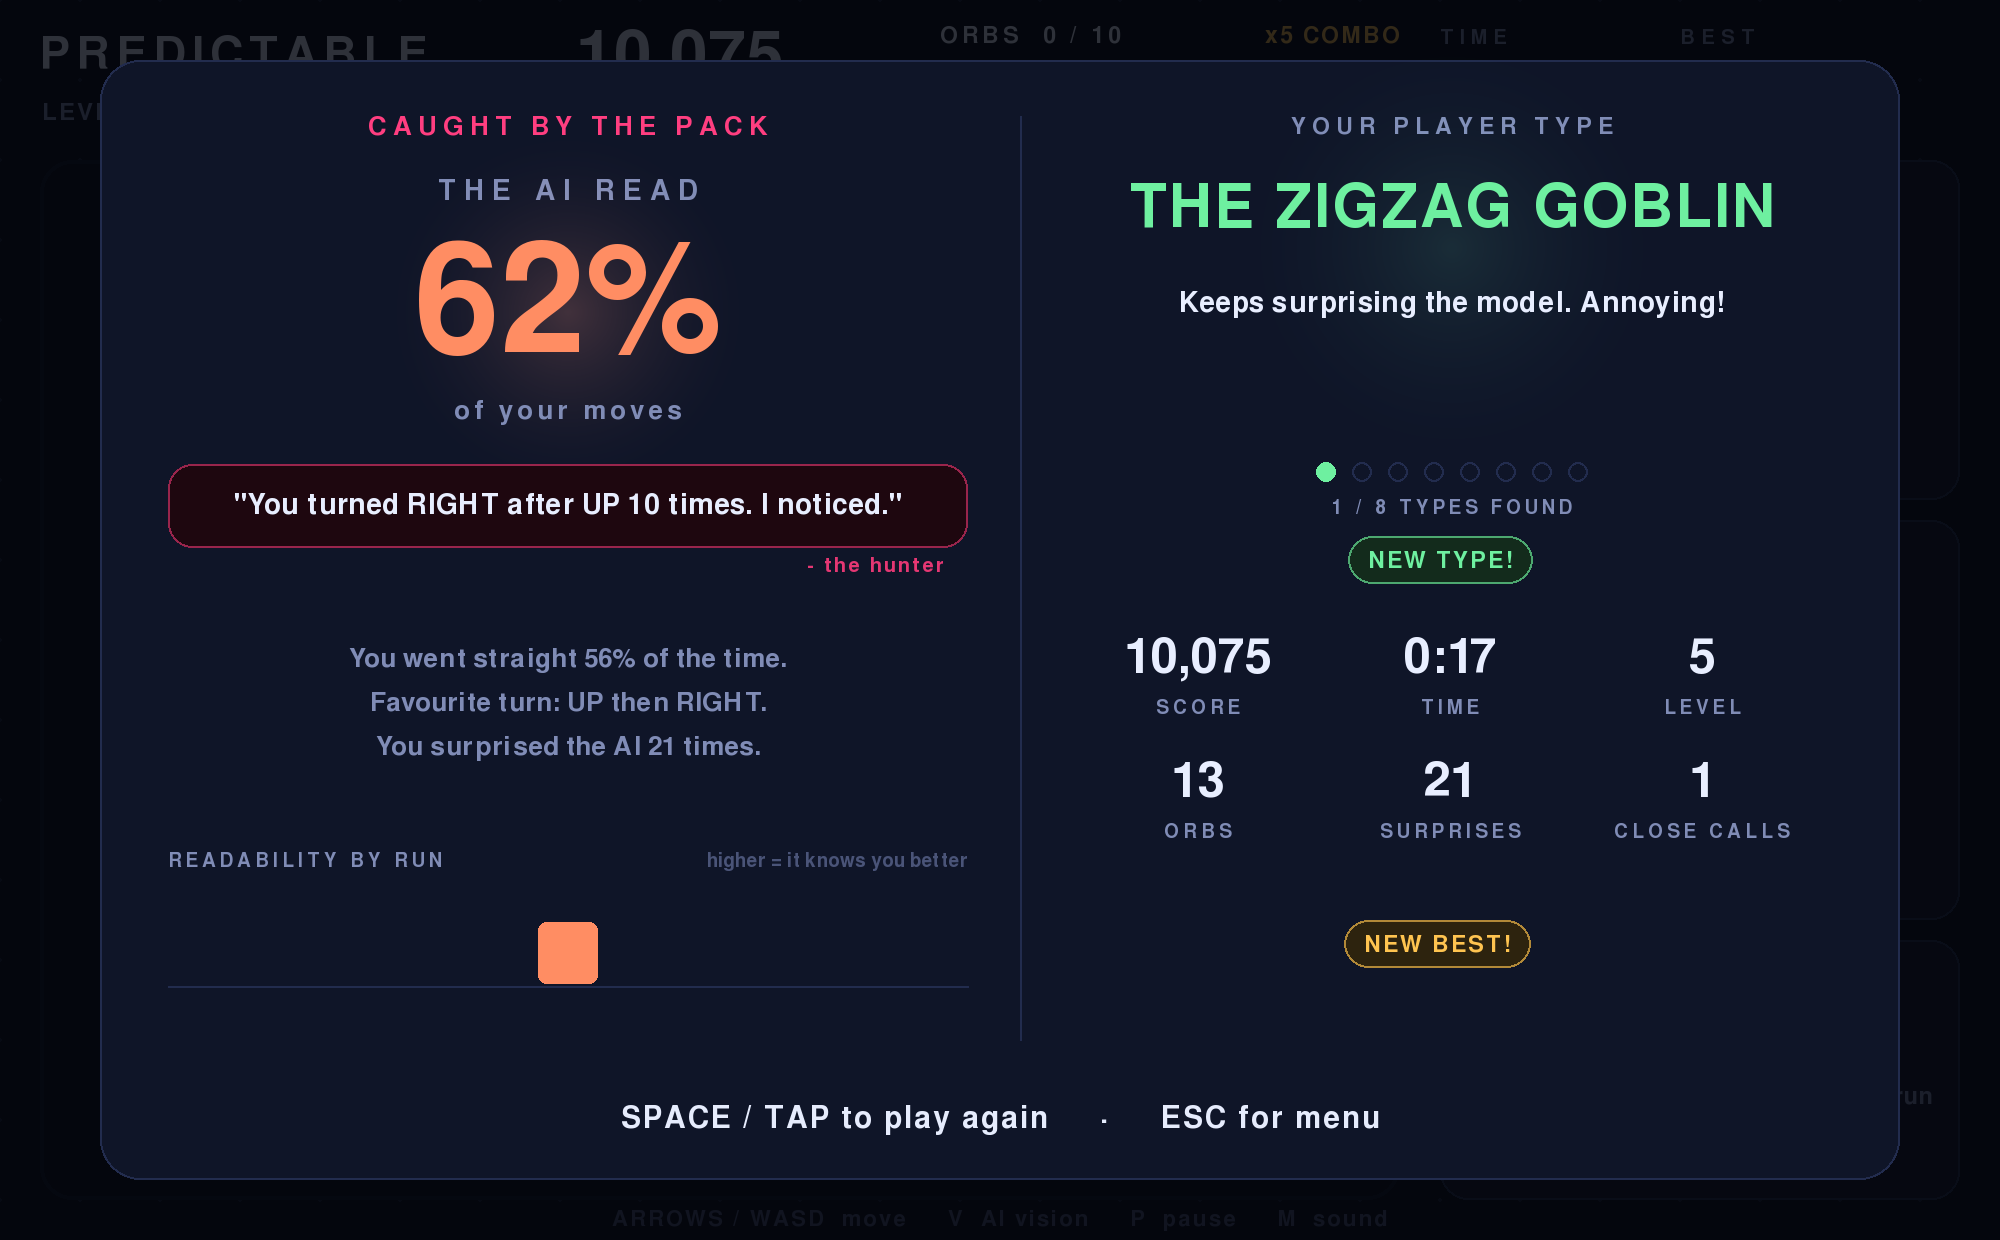 PREDICTABLE
10,075
ORBS 0 / 10
x5 COMBO
TIME
BEST
CAUGHT BY THE PACK
THE AI READ
62%
of your moves
"You turned RIGHT after UP 10 times. I noticed."
- the hunter
You went straight 56% of the time.
Favourite turn: UP then RIGHT.
You surprised the AI 21 times.
READABILITY BY RUN
higher = it knows you better
YOUR PLAYER TYPE
THE ZIGZAG GOBLIN
Keeps surprising the model. Annoying!
1 / 8 TYPES FOUND
NEW TYPE!
10,075
SCORE
0:17
TIME
5
LEVEL
13
ORBS
21
SURPRISES
1
CLOSE CALLS
NEW BEST!
SPACE / TAP to play again · ESC for menu
ARROWS / WASD move V AI vision P pause M sound